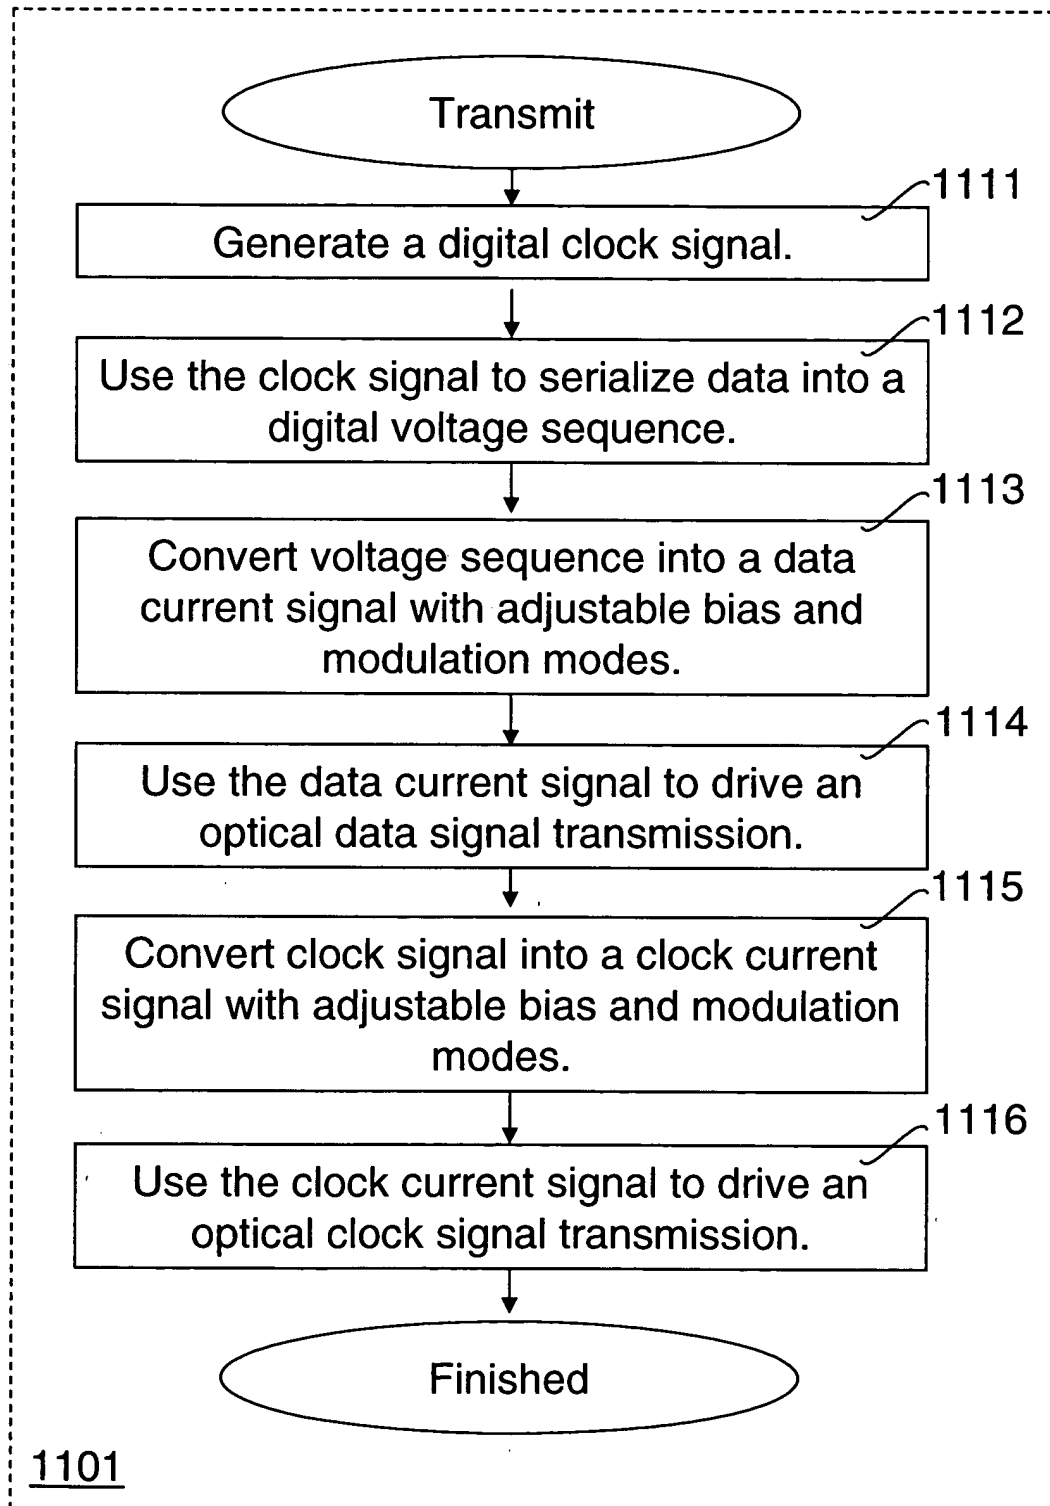 Transmit
1111
Generate a digital clock signal.
1112
Use the clock signal to serialize data into a
digital voltage sequence.
1113
Convert voltage sequence into a data
current signal with adjustable bias and
modulation modes.
1114
Use the data current signal to drive an
optical data signal transmission.
1115
Convert clock signal into a clock current
signal with adjustable bias and modulation
modes.
1116
Use the clock current signal to drive an
optical clock signal transmission.
Finished
1101